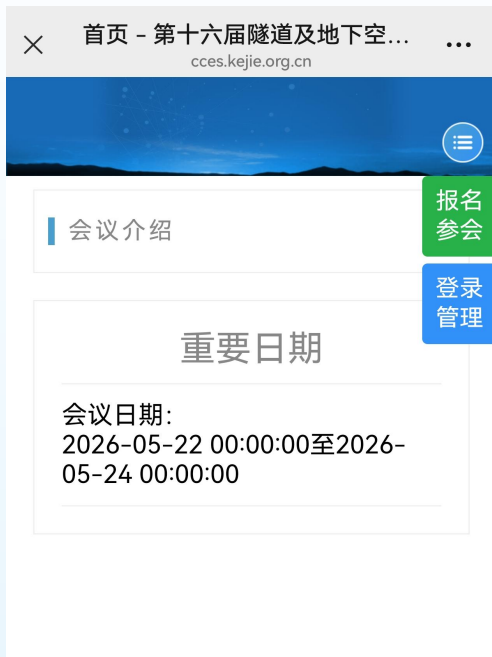 首页 - 第十六届隧道及地下空...
cces.kejie.org.cn
报名
参会
会议介绍
登录
管理
重要日期
会议日期：
2026-05-22 00:00:00至2026-
05-24 00:00:00